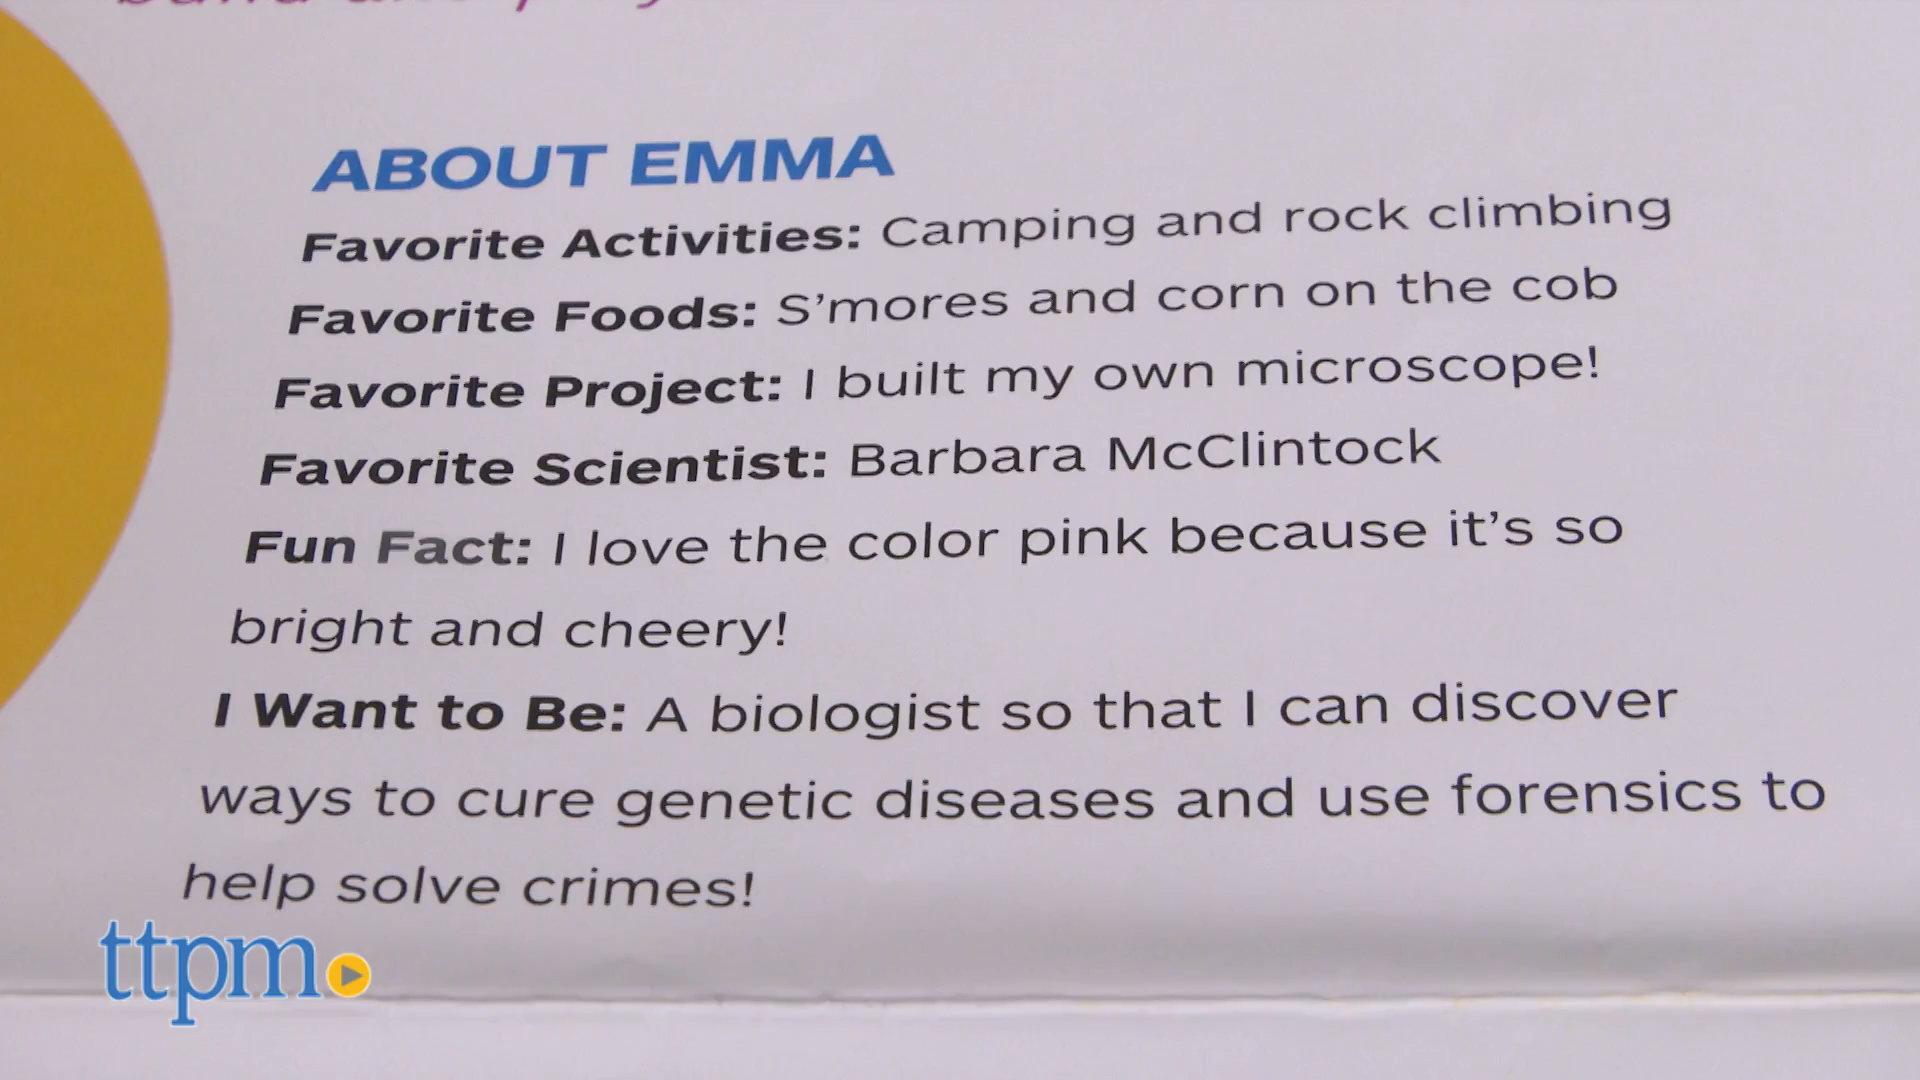 ABOUT EMMA
Favorite Activities: Camping and rock climbing
Favorite Foods: S'mores and corn on the cob
Favorite Project: I built my own microscope!
Favorite Scientist: Barbara McClintock
Fun Fact: I love the color pink because it's so
bright and cheery!
I Want to Be: A biologist so that I can discover
ways to cure genetic diseases and use forensics to
help solve crimes!
ttpm